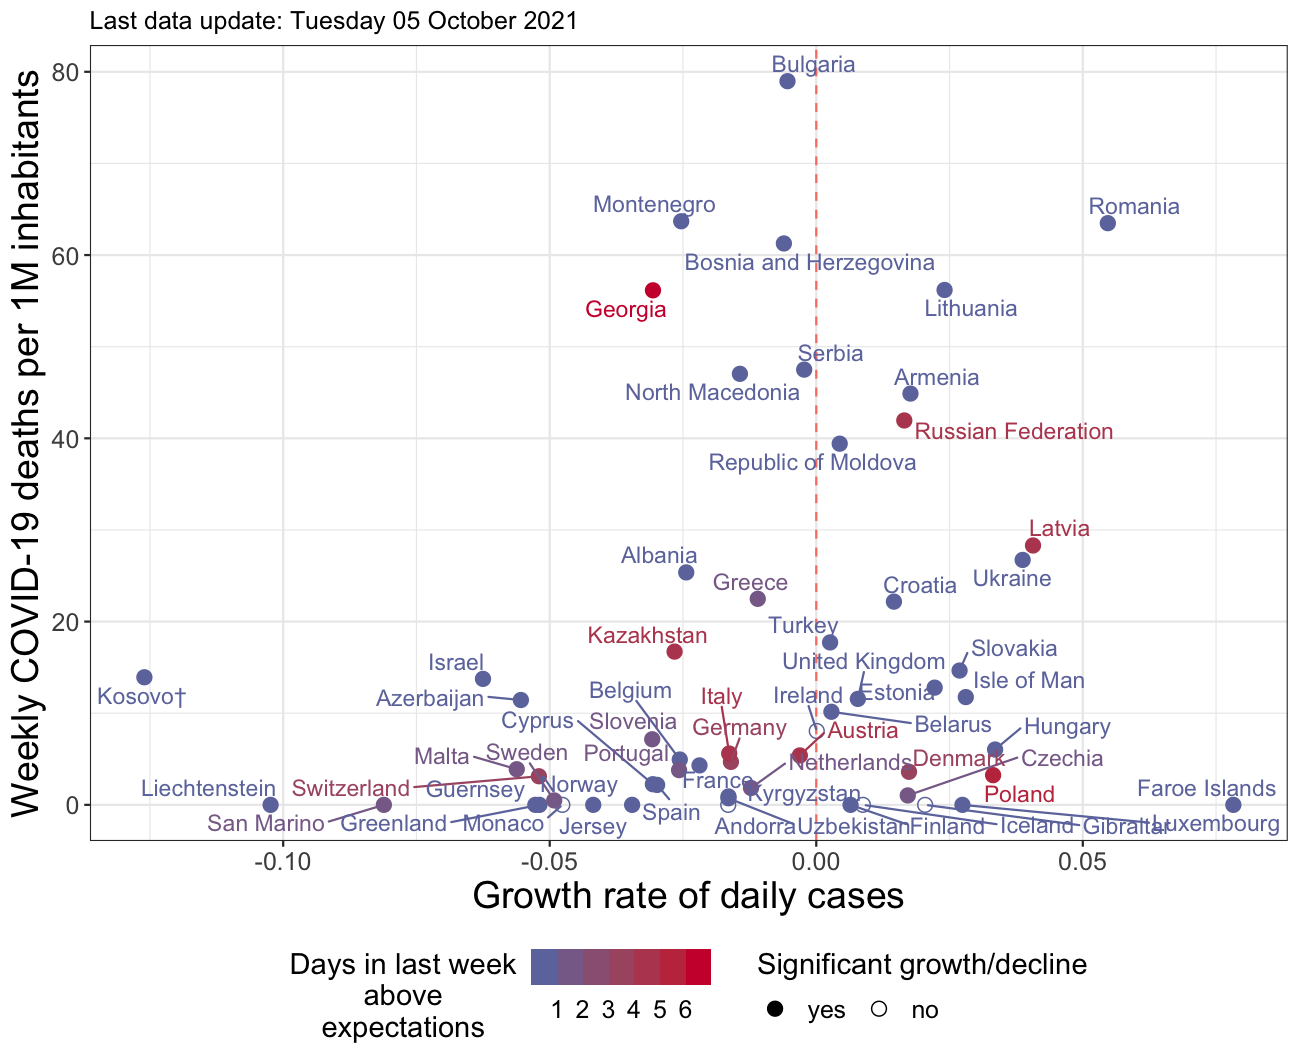 Last data update: Tuesday 05 October 2021
Weekly COVID-19 deaths per 1M inhabitants
80
60
40
20
0
Bulgaria
Montenegro
Romania
Bosnia and Herzegovina
Georgia
Lithuania
Serbia
North Macedonia
Armenia
Russian Federation
Republic of Moldova
Latvia
Albania
Ukraine
Greece
Croatia
Turkey
Kazakhstan
Slovakia
Israel
United Kingdom
Isle of Man
Kosovo†
Azerbaijan
Belgium
Italy
Ireland
Estonia
Cyprus
Slovenia
Germany
Austria
Belarus
Hungary
Malta
Sweden
Portugal
Netherlands
Denmark
Czechia
Liechtenstein
Switzerland
Guernsey
Norway
France
Kyrgyzstan
Poland
Faroe Islands
San Marino
Greenland
Monaco
Jersey
Spain
Andorra
Uzbekistan
Finland
Iceland
Gibraltar
Luxembourg
-0.10
-0.05
0.00
0.05
Growth rate of daily cases
Days in last week
above
expectations
1 2 3 4 5 6
Significant growth/decline
yes
no